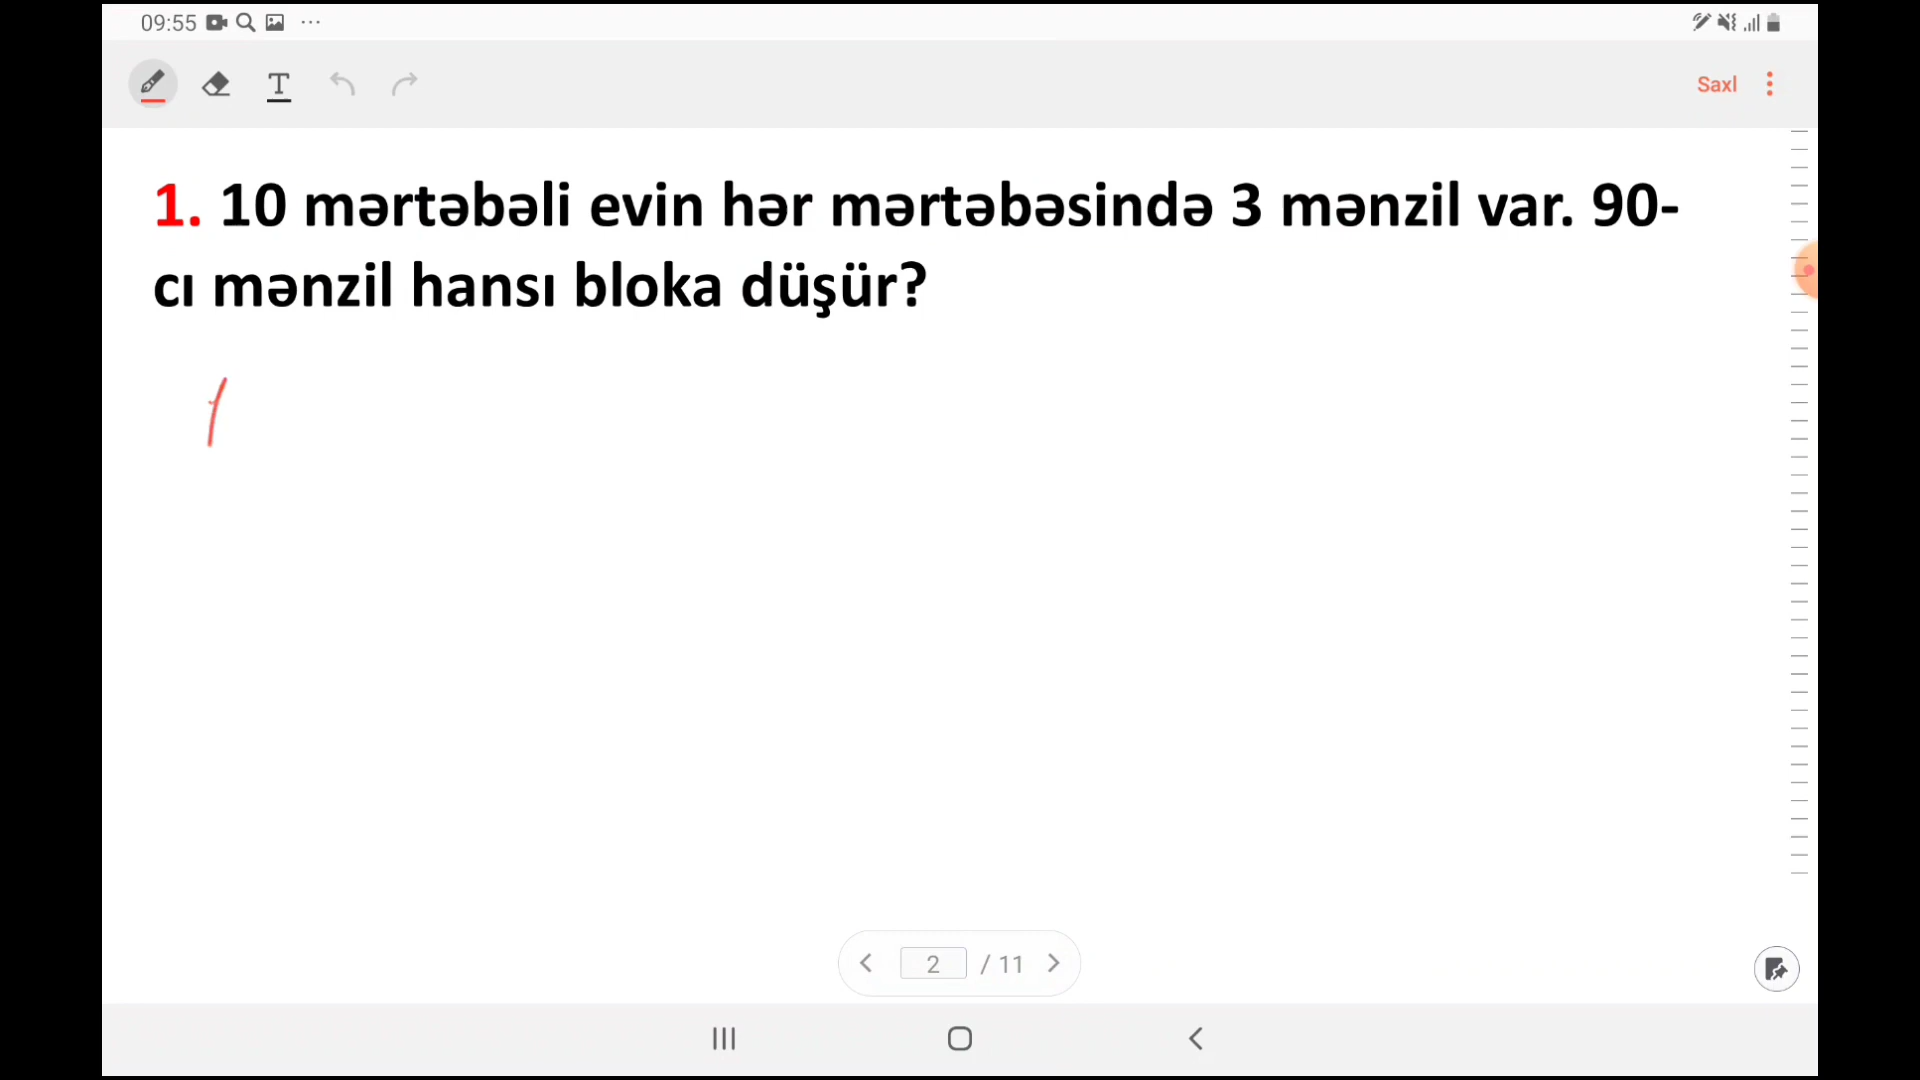 09:55
Saxl
1. 10 mərtəbəli evin hər mərtəbəsində 3 mənzil var. 90-
cı mənzil hansı bloka düşür?
2 / 11